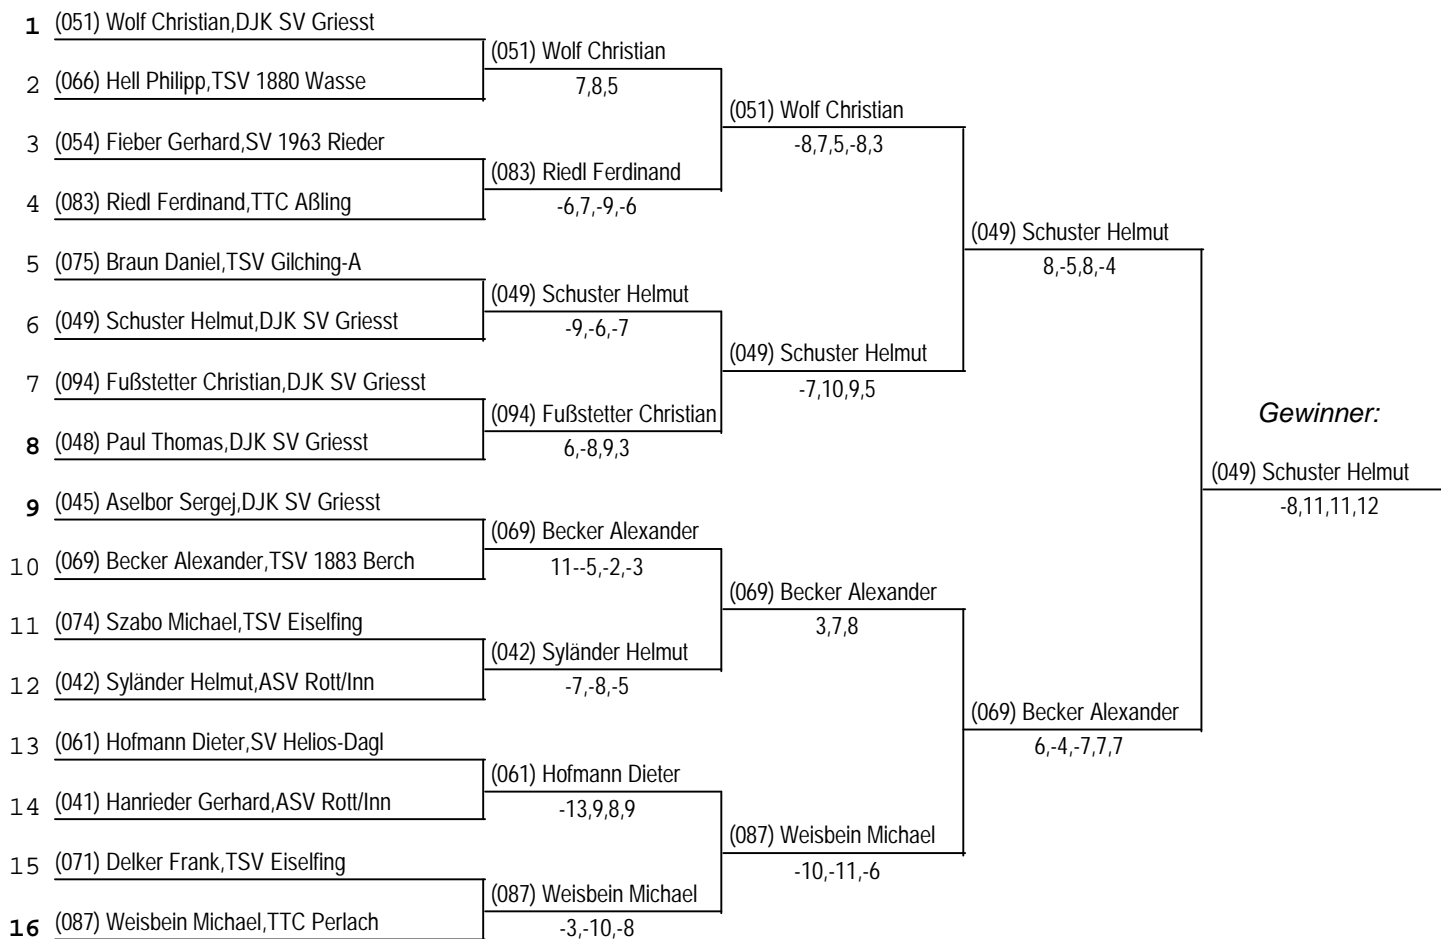 1 (051) Wolf Christian,DJK SV Griesst
(051) Wolf Christian
2 (066) Hell Philipp,TSV 1880 Wasse
7,8,5
(051) Wolf Christian
3 (054) Fieber Gerhard,SV 1963 Rieder
-8,7,5,-8,3
(083) Riedl Ferdinand
4 (083) Riedl Ferdinand,TTC Aßling
-6,7,-9,-6
(049) Schuster Helmut
5 (075) Braun Daniel,TSV Gilching-A
8,-5,8,-4
(049) Schuster Helmut
6 (049) Schuster Helmut,DJK SV Griesst
-9,-6,-7
(049) Schuster Helmut
7 (094) Fußstetter Christian,DJK SV Griesst
-7,10,9,5
(094) Fußstetter Christian
Gewinner:
8 (048) Paul Thomas,DJK SV Griesst
6,-8,9,3
(049) Schuster Helmut
9 (045) Aselbor Sergej,DJK SV Griesst
-8,11,11,12
(069) Becker Alexander
10 (069) Becker Alexander,TSV 1883 Berch
11--5,-2,-3
(069) Becker Alexander
11 (074) Szabo Michael,TSV Eiselfing
3,7,8
(042) Syländer Helmut
12 (042) Syländer Helmut,ASV Rott/Inn
-7,-8,-5
(069) Becker Alexander
13 (061) Hofmann Dieter,SV Helios-Dagl
6,-4,-7,7,7
(061) Hofmann Dieter
14 (041) Hanrieder Gerhard,ASV Rott/Inn
-13,9,8,9
(087) Weisbein Michael
15 (071) Delker Frank,TSV Eiselfing
-10,-11,-6
(087) Weisbein Michael
16 (087) Weisbein Michael,TTC Perlach
-3,-10,-8